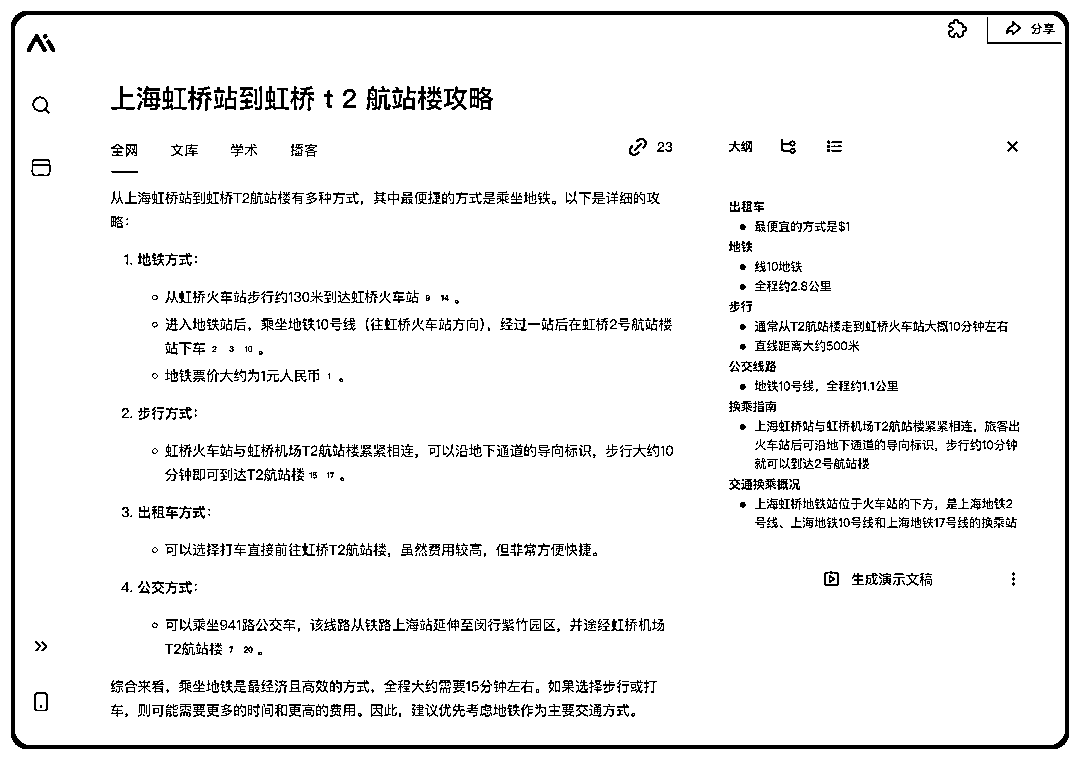 分享
上海虹桥站到虹桥 t 2 航站楼攻略
全网 文库 学术 播客 23
从上海虹桥站到虹桥T2航站楼有多种方式，其中最便捷的方式是乘坐地铁。以下是详细的攻
略：
1. 地铁方式：
从虹桥火车站步行约130米到达虹桥火车站 9 14 。
进入地铁站后，乘坐地铁10号线（往虹桥火车站方向），经过一站后在虹桥2号航站楼
站下车 2 3 10 。
地铁票价大约为1元人民币 1 。
2. 步行方式：
虹桥火车站与虹桥机场T2航站楼紧紧相连，可以沿地下通道的导向标识，步行大约10
分钟即可到达T2航站楼 15 17 。
3. 出租车方式：
可以选择打车直接前往虹桥T2航站楼，虽然费用较高，但非常方便快捷。
4. 公交方式：
可以乘坐941路公交车，该线路从铁路上海站延伸至闵行紫竹园区，并途经虹桥机场
T2航站楼 7 20 。
综合来看，乘坐地铁是最经济且高效的方式，全程大约需要15分钟左右。如果选择步行或打
车，则可能需要更多的时间和更高的费用。因此，建议优先考虑地铁作为主要交通方式。
大纲
出租车
最便宜的方式是$1
地铁
线10地铁
全程约2.8公里
步行
通常从T2航站楼走到虹桥火车站大概10分钟左右
直线距离大约500米
公交线路
地铁10号线，全程约1.1公里
换乘指南
上海虹桥站与虹桥机场T2航站楼紧紧相连，旅客出
火车站后可沿地下通道的导向标识，步行约10分钟
就可以到达2号航站楼
交通换乘概况
上海虹桥地铁站位于火车站的下方，是上海地铁2
号线、上海地铁10号线和上海地铁17号线的换乘站
生成演示文稿